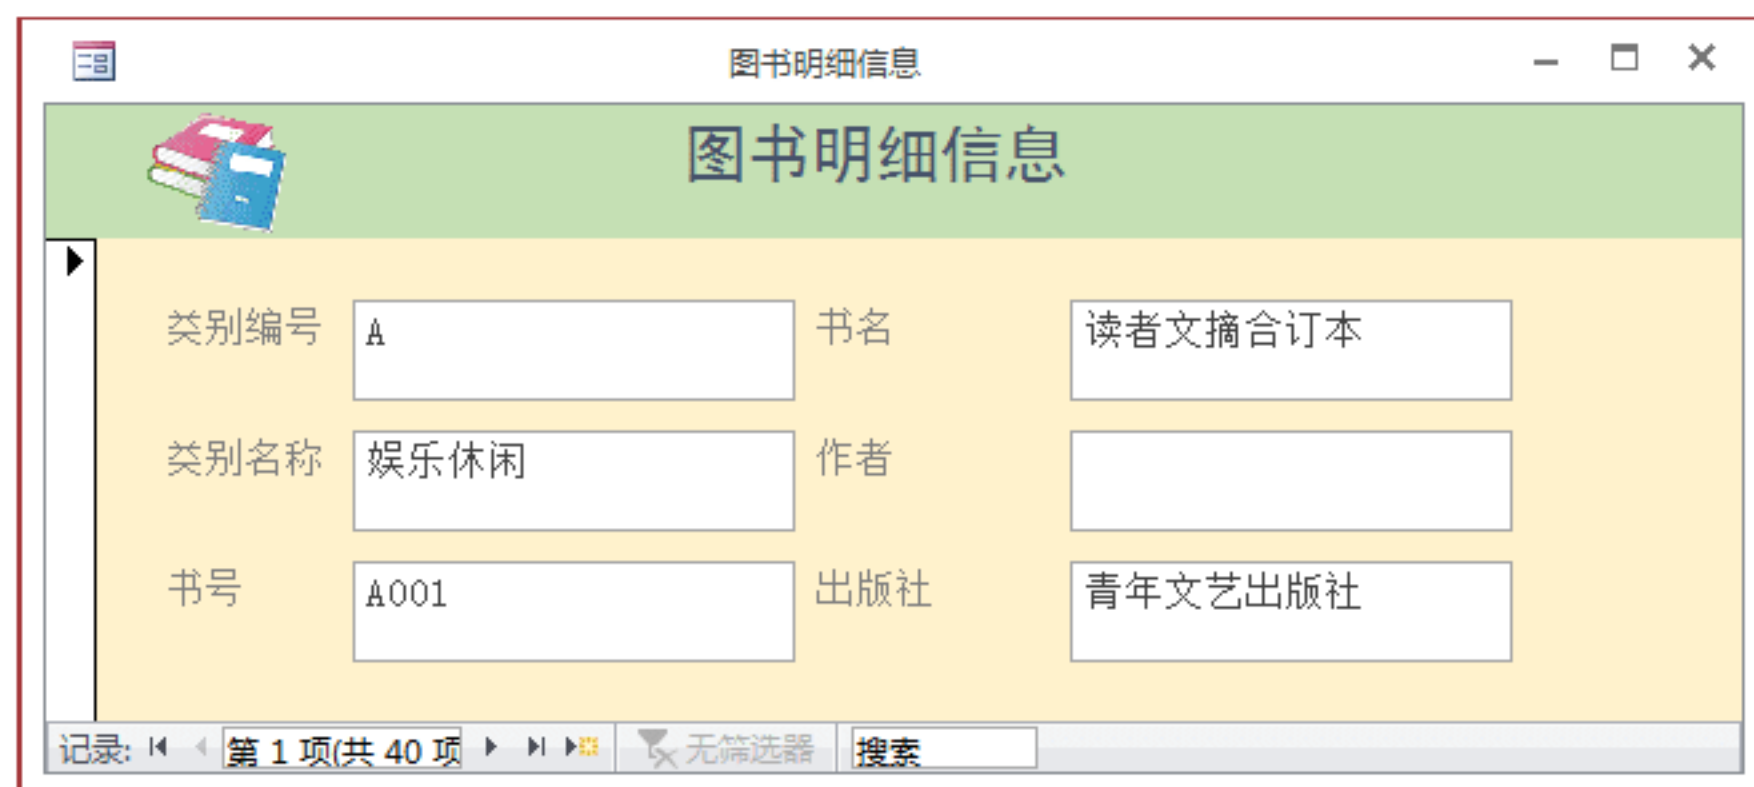 图书明细信息
图书明细信息
类别编号 A 书名 读者文摘合订本
类别名称 娱乐休闲 作者
书号 A001 出版社 青年文艺出版社
记录: 第 1 项(共 40 项 无筛选器 搜索